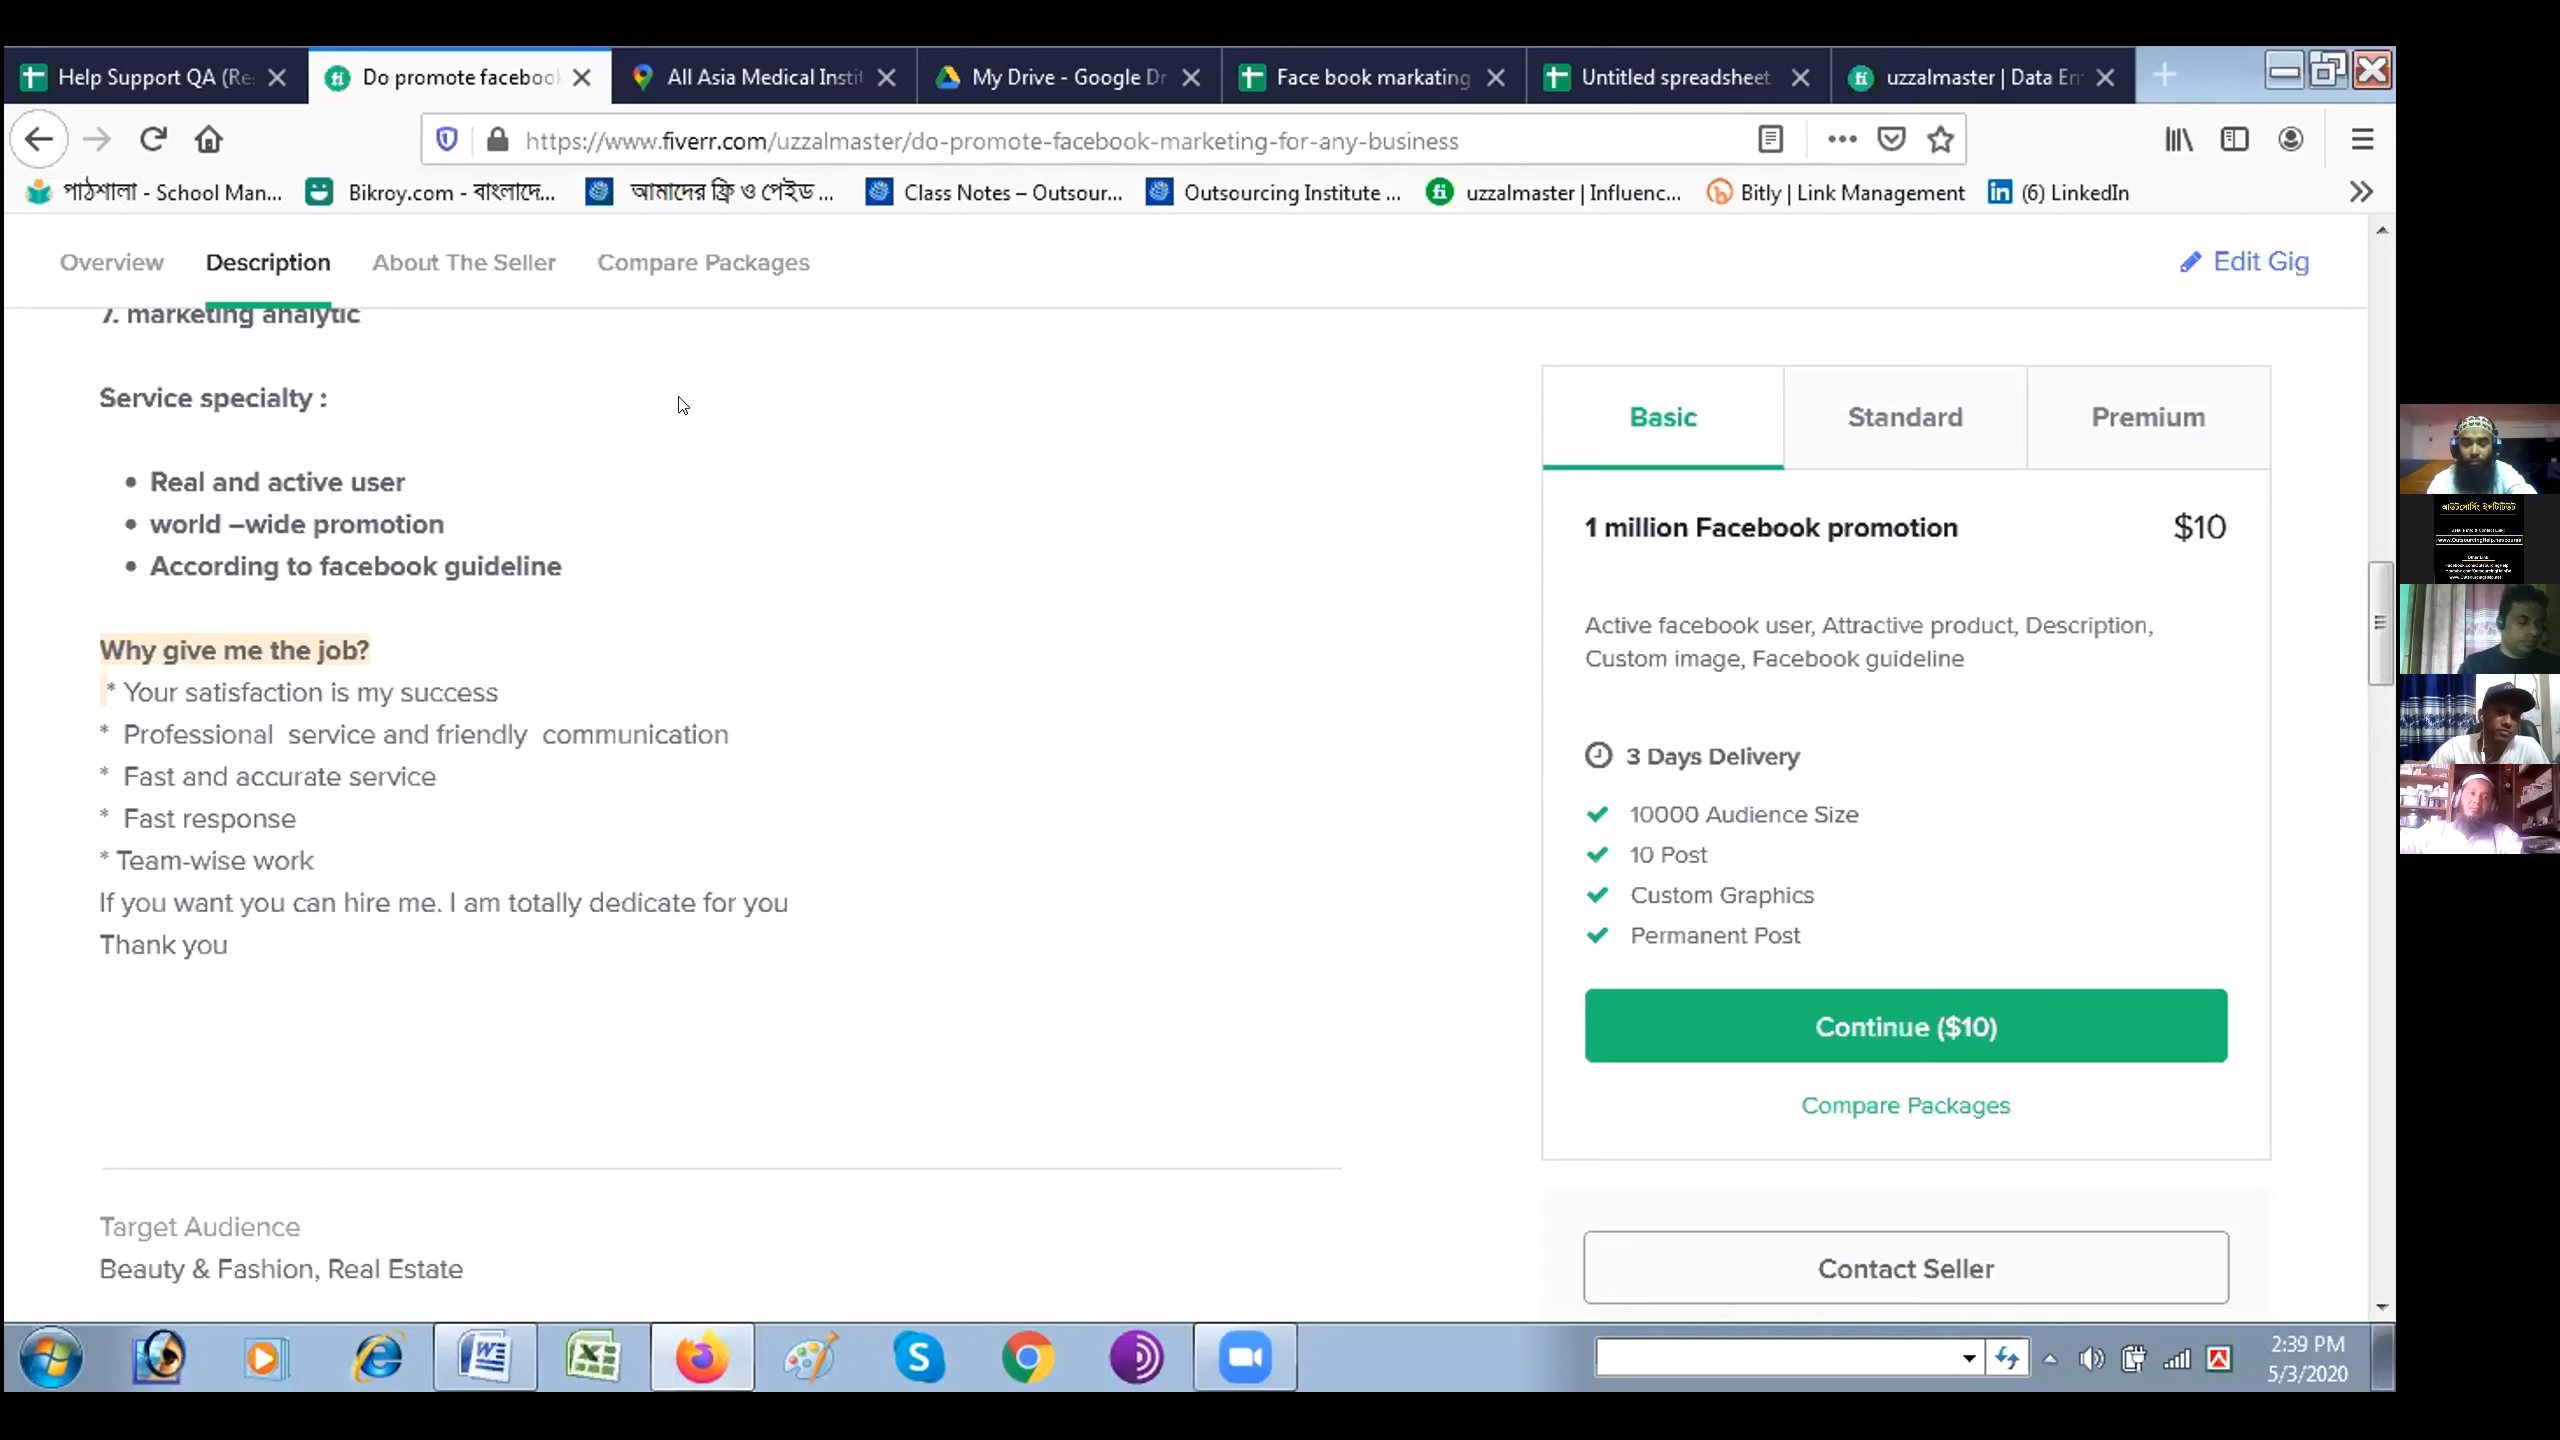 Help Support QA (Re
Do promote faceboo
All Asia Medical Insti
My Drive - Google Dr
Face book marketing
Untitled spreadsheet
uzzalmaster | Data En
https://www.fiverr.com/uzzalmaster/do-promote-facebook-marketing-for-any-business
পাঠশালা - School Man...
Bikroy.com - বাংলাদে...
আমাদের ফ্রি ও পেইড ...
Class Notes – Outsour...
Outsourcing Institute ...
uzzalmaster | Influenc...
Bitly | Link Management
(6) LinkedIn
Overview
Description
About The Seller
Compare Packages
Edit Gig
7. marketing analytic
Service specialty :
• Real and active user
• world –wide promotion
• According to facebook guideline
Why give me the job?
* Your satisfaction is my success
* Professional service and friendly communication
* Fast and accurate service
* Fast response
* Team-wise work
If you want you can hire me. I am totally dedicate for you
Thank you
Target Audience
Beauty & Fashion, Real Estate
Basic
Standard
Premium
1 million Facebook promotion
$10
Active facebook user, Attractive product, Description,
Custom image, Facebook guideline
3 Days Delivery
10000 Audience Size
10 Post
Custom Graphics
Permanent Post
Continue ($10)
Compare Packages
Contact Seller
আউটসোর্সিং ইন্সটিটিউট
2:39 PM
5/3/2020